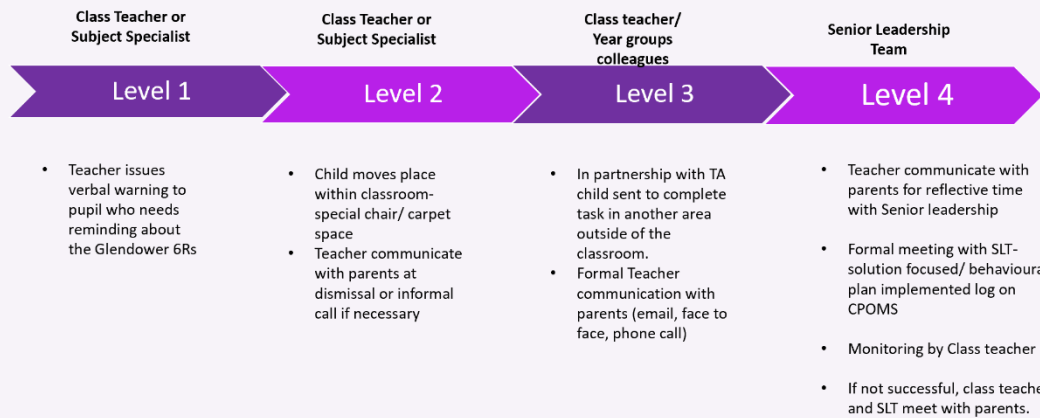 Class Teacher or
Subject Specialist
Class Teacher or
Subject Specialist
Class teacher/
Year groups
colleagues
Senior Leadership
Team
Level 1
Level 2
Level 3
Level 4
• Teacher issues
verbal warning to
pupil who needs
reminding about
the Glendower 6Rs
• Child moves place
within classroom-
special chair/ carpet
space
• Teacher communicate
with parents at
dismissal or informal
call if necessary
• In partnership with TA
child sent to complete
task in another area
outside of the
classroom.
• Formal Teacher
communication with
parents (email, face to
face, phone call)
• Teacher communicate with
parents for reflective time
with Senior leadership
• Formal meeting with SLT-
solution focused/ behavioura
plan implemented log on
CPOMS
• Monitoring by Class teacher
• If not successful, class teache
and SLT meet with parents.